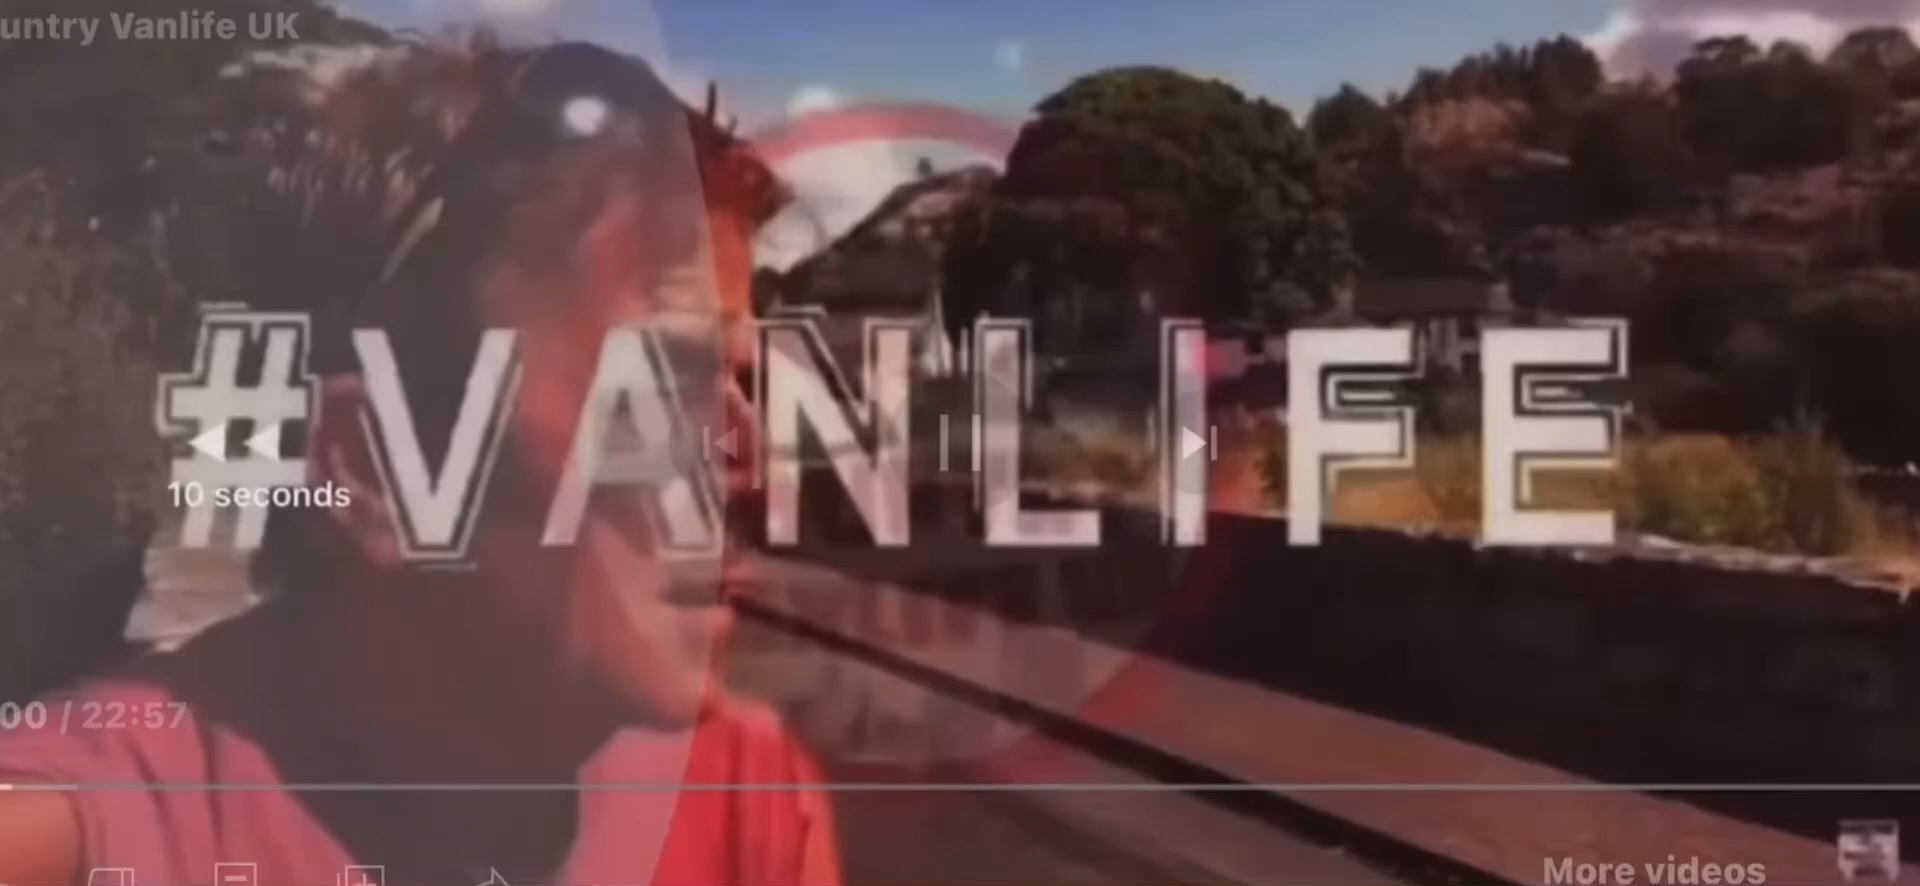 untry Vanlife UK
#VANLIFE
10 seconds
00 / 22:57
More videos